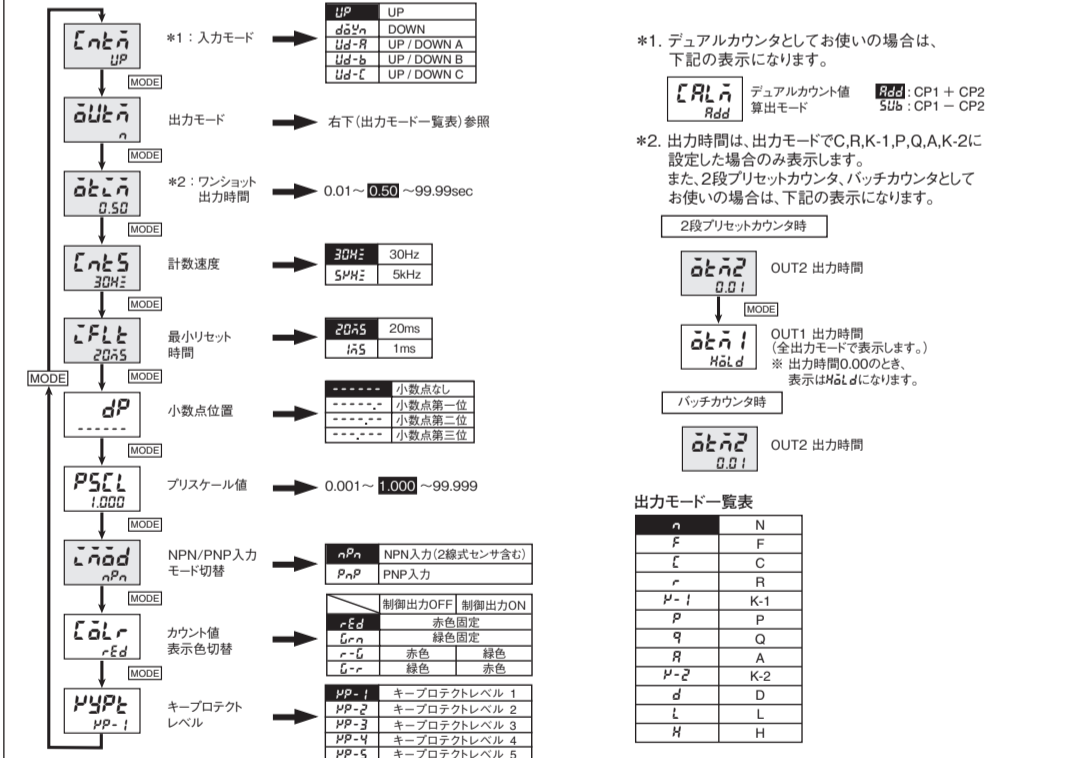 CntM
UP
*1：入力モード
UP UP
doWn DOWN
Ud-A UP / DOWN A
Ud-b UP / DOWN B
Ud-C UP / DOWN C
MODE
oUtM
n
出力モード
右下（出力モード一覧表）参照
MODE
otiM
0.50
*2：ワンショット
出力時間
0.01～ 0.50 ～99.99sec
MODE
CntS
30HZ
計数速度
30HZ 30Hz
5KHZ 5kHz
MODE
iFLt
20MS
最小リセット
時間
20MS 20ms
1MS 1ms
MODE
MODE
dP
------
小数点位置
------ 小数点なし
-----.- 小数点第一位
----.-- 小数点第二位
---.--- 小数点第三位
MODE
PSCL
1.000
プリスケール値
0.001～ 1.000 ～99.999
MODE
iMod
nPn
NPN/PNP入力
モード切替
nPn NPN入力（2線式センサ含む）
PnP PNP入力
MODE
CoLr
rEd
カウント値
表示色切替
制御出力OFF 制御出力ON
rEd 赤色固定
Grn 緑色固定
r-G 赤色 緑色
G-r 緑色 赤色
MODE
KYPt
KP-1
キープロテクト
レベル
KP-1 キープロテクトレベル 1
KP-2 キープロテクトレベル 2
KP-3 キープロテクトレベル 3
KP-4 キープロテクトレベル 4
KP-5 キープロテクトレベル 5
*1. デュアルカウンタとしてお使いの場合は、
下記の表示になります。
CALM
Add
デュアルカウント値
算出モード
Add : CP1 + CP2
SUb : CP1 － CP2
*2. 出力時間は、出力モードでC,R,K-1,P,Q,A,K-2に
設定した場合のみ表示します。
また、2段プリセットカウンタ、バッチカウンタとして
お使いの場合は、下記の表示になります。
2段プリセットカウンタ時
otM2
0.01
OUT2 出力時間
MODE
otM1
HoLd
OUT1 出力時間
（全出力モードで表示します。）
※ 出力時間0.00のとき、
表示はHoLdになります。
バッチカウンタ時
otM2
0.01
OUT2 出力時間
出力モード一覧表
n N
F F
C C
r R
K-1 K-1
P P
q Q
A A
K-2 K-2
d D
L L
H H